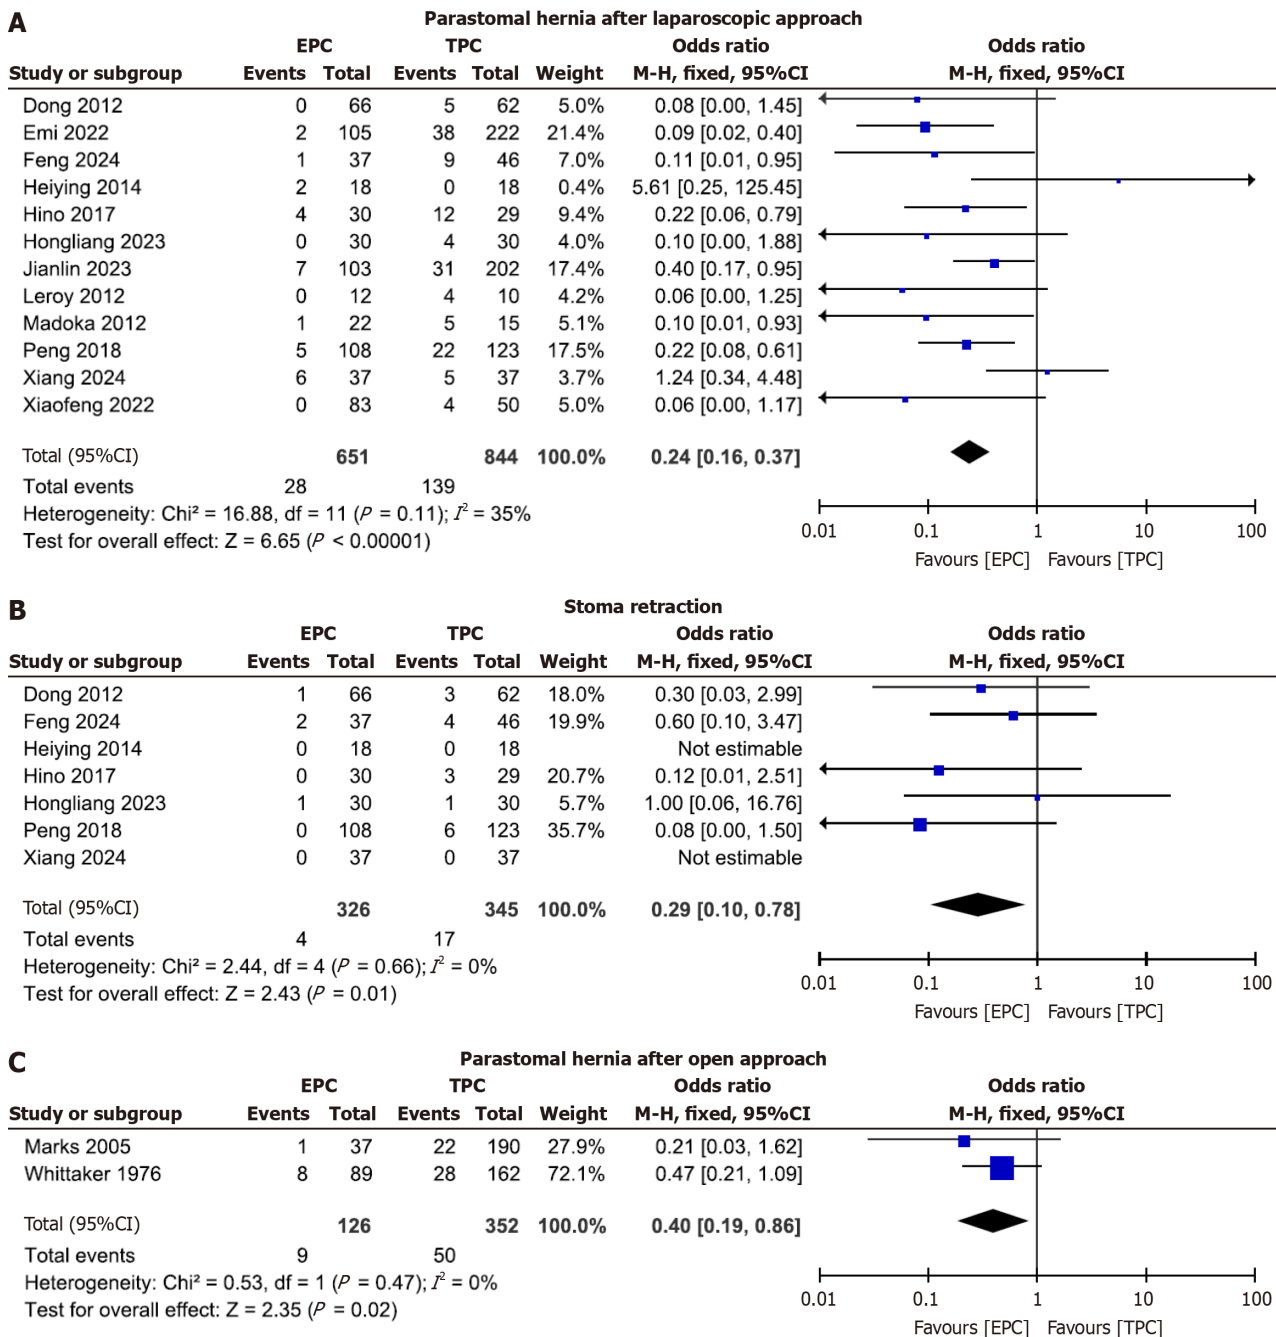 A
Parastomal hernia after laparoscopic approach
EPC TPC Odds ratio Odds ratio
Study or subgroup Events Total Events Total Weight M-H, fixed, 95%CI M-H, fixed, 95%CI
Dong 2012 0 66 5 62 5.0% 0.08 [0.00, 1.45]
Emi 2022 2 105 38 222 21.4% 0.09 [0.02, 0.40]
Feng 2024 1 37 9 46 7.0% 0.11 [0.01, 0.95]
Heiying 2014 2 18 0 18 0.4% 5.61 [0.25, 125.45]
Hino 2017 4 30 12 29 9.4% 0.22 [0.06, 0.79]
Hongliang 2023 0 30 4 30 4.0% 0.10 [0.00, 1.88]
Jianlin 2023 7 103 31 202 17.4% 0.40 [0.17, 0.95]
Leroy 2012 0 12 4 10 4.2% 0.06 [0.00, 1.25]
Madoka 2012 1 22 5 15 5.1% 0.10 [0.01, 0.93]
Peng 2018 5 108 22 123 17.5% 0.22 [0.08, 0.61]
Xiang 2024 6 37 5 37 3.7% 1.24 [0.34, 4.48]
Xiaofeng 2022 0 83 4 50 5.0% 0.06 [0.00, 1.17]
Total (95%CI) 651 844 100.0% 0.24 [0.16, 0.37]
Total events 28 139
Heterogeneity: Chi² = 16.88, df = 11 (P = 0.11); I² = 35%
Test for overall effect: Z = 6.65 (P < 0.00001)
0.01 0.1 1 10 100
Favours [EPC] Favours [TPC]
B
Stoma retraction
EPC TPC Odds ratio Odds ratio
Study or subgroup Events Total Events Total Weight M-H, fixed, 95%CI M-H, fixed, 95%CI
Dong 2012 1 66 3 62 18.0% 0.30 [0.03, 2.99]
Feng 2024 2 37 4 46 19.9% 0.60 [0.10, 3.47]
Heiying 2014 0 18 0 18 Not estimable
Hino 2017 0 30 3 29 20.7% 0.12 [0.01, 2.51]
Hongliang 2023 1 30 1 30 5.7% 1.00 [0.06, 16.76]
Peng 2018 0 108 6 123 35.7% 0.08 [0.00, 1.50]
Xiang 2024 0 37 0 37 Not estimable
Total (95%CI) 326 345 100.0% 0.29 [0.10, 0.78]
Total events 4 17
Heterogeneity: Chi² = 2.44, df = 4 (P = 0.66); I² = 0%
Test for overall effect: Z = 2.43 (P = 0.01)
0.01 0.1 1 10 100
Favours [EPC] Favours [TPC]
C
Parastomal hernia after open approach
EPC TPC Odds ratio Odds ratio
Study or subgroup Events Total Events Total Weight M-H, fixed, 95%CI M-H, fixed, 95%CI
Marks 2005 1 37 22 190 27.9% 0.21 [0.03, 1.62]
Whittaker 1976 8 89 28 162 72.1% 0.47 [0.21, 1.09]
Total (95%CI) 126 352 100.0% 0.40 [0.19, 0.86]
Total events 9 50
Heterogeneity: Chi² = 0.53, df = 1 (P = 0.47); I² = 0%
Test for overall effect: Z = 2.35 (P = 0.02)
0.01 0.1 1 10 100
Favours [EPC] Favours [TPC]